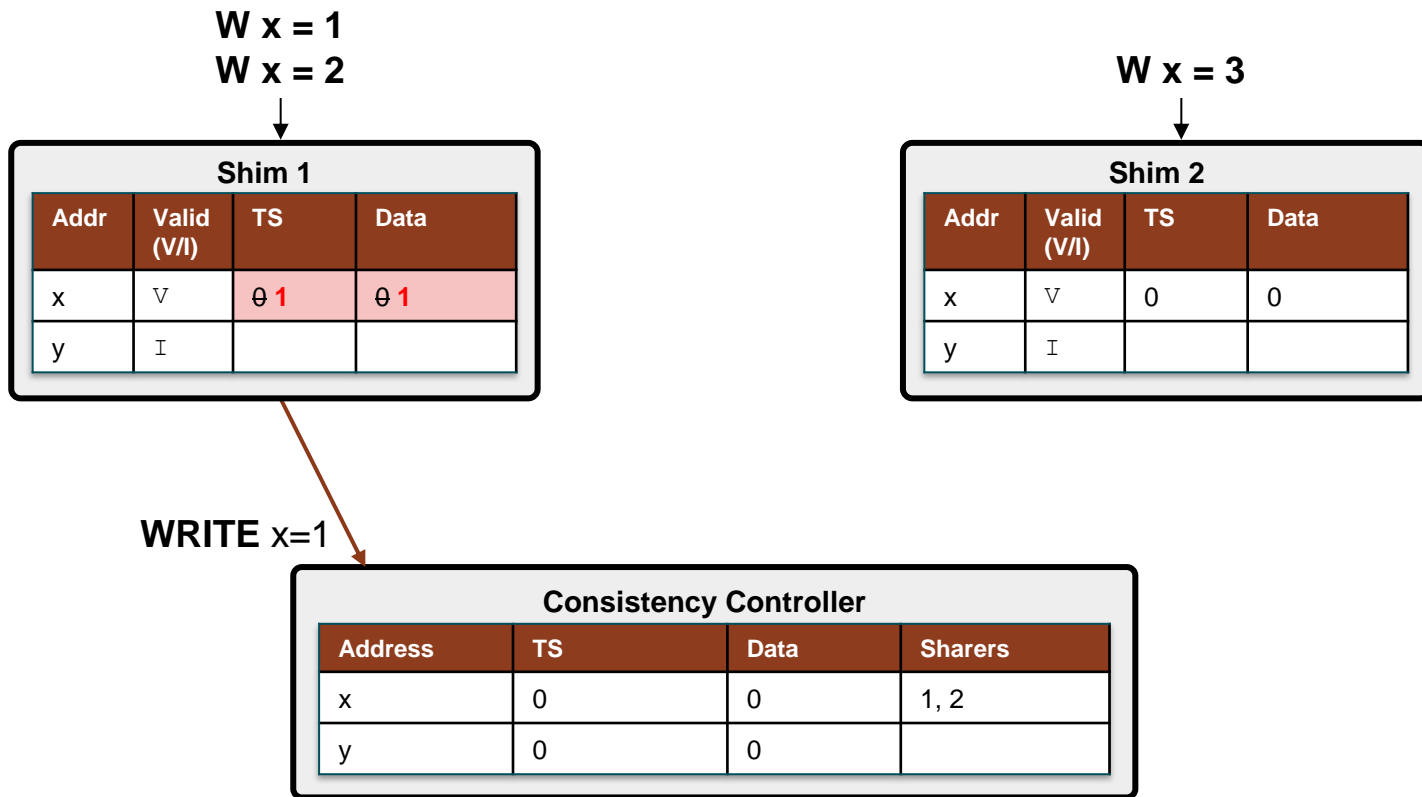 W x = 1
W x = 2
W x = 3
Shim 1
Addr Valid (V/I) TS Data
x V 0 1 0 1
y I
Shim 2
Addr Valid (V/I) TS Data
x V 0 0
y I
WRITE x=1
Consistency Controller
Address TS Data Sharers
x 0 0 1, 2
y 0 0